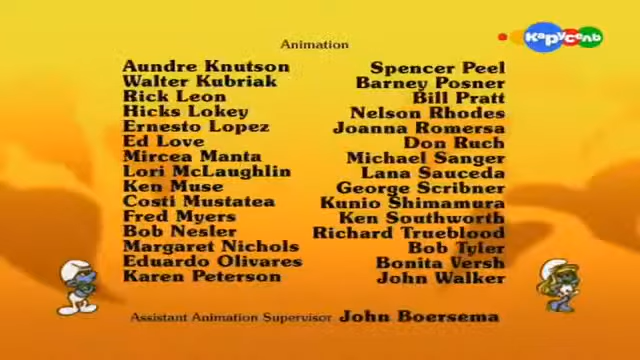 Карусель
Animation
Aundre Knutson
Walter Kubriak
Rick Leon
Hicks Lokey
Ernesto Lopez
Ed Love
Mircea Manta
Lori McLaughlin
Ken Muse
Costi Mustatea
Fred Myers
Bob Nesler
Margaret Nichols
Eduardo Olivares
Karen Peterson
Spencer Peel
Barney Posner
Bill Pratt
Nelson Rhodes
Joanna Romersa
Don Ruch
Michael Sanger
Lana Sauceda
George Scribner
Kunio Shimamura
Ken Southworth
Richard Trueblood
Bob Tyler
Bonita Versh
John Walker
Assistant Animation Supervisor John Boersema